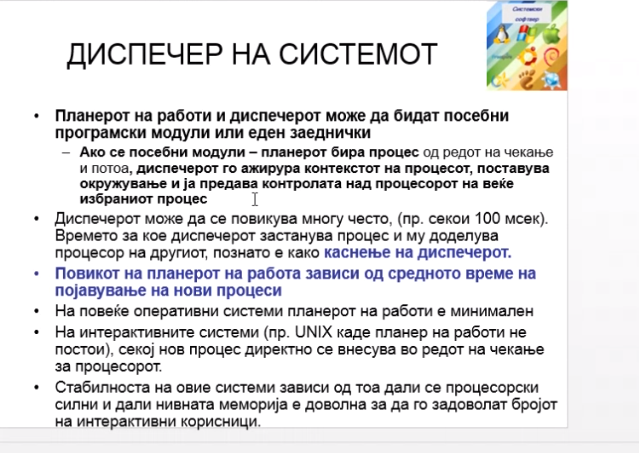 Системски
софтвер
ДИСПЕЧЕР НА СИСТЕМОТ
• Планерот на работи и диспечерот може да бидат посебни
програмски модули или еден заеднички
– Ако се посебни модули – планерот бира процес од редот на чекање
и потоа, диспечерот го ажурира контекстот на процесот, поставува
окружување и ја предава контролата над процесорот на веќе
избраниот процес
• Диспечерот може да се повикува многу често, (пр. секои 100 мсек).
Времето за кое диспечерот застанува процес и му доделува
процесор на другиот, познато е како каснење на диспечерот.
• Повикот на планерот на работа зависи од средното време на
појавување на нови процеси
• На повеќе оперативни системи планерот на работи е минимален
• На интерактивните системи (пр. UNIX каде планер на работи не
постои), секој нов процес директно се внесува во редот на чекање
за процесорот.
• Стабилноста на овие системи зависи од тоа дали се процесорски
силни и дали нивната меморија е доволна за да го задоволат бројот
на интерактивни корисници.